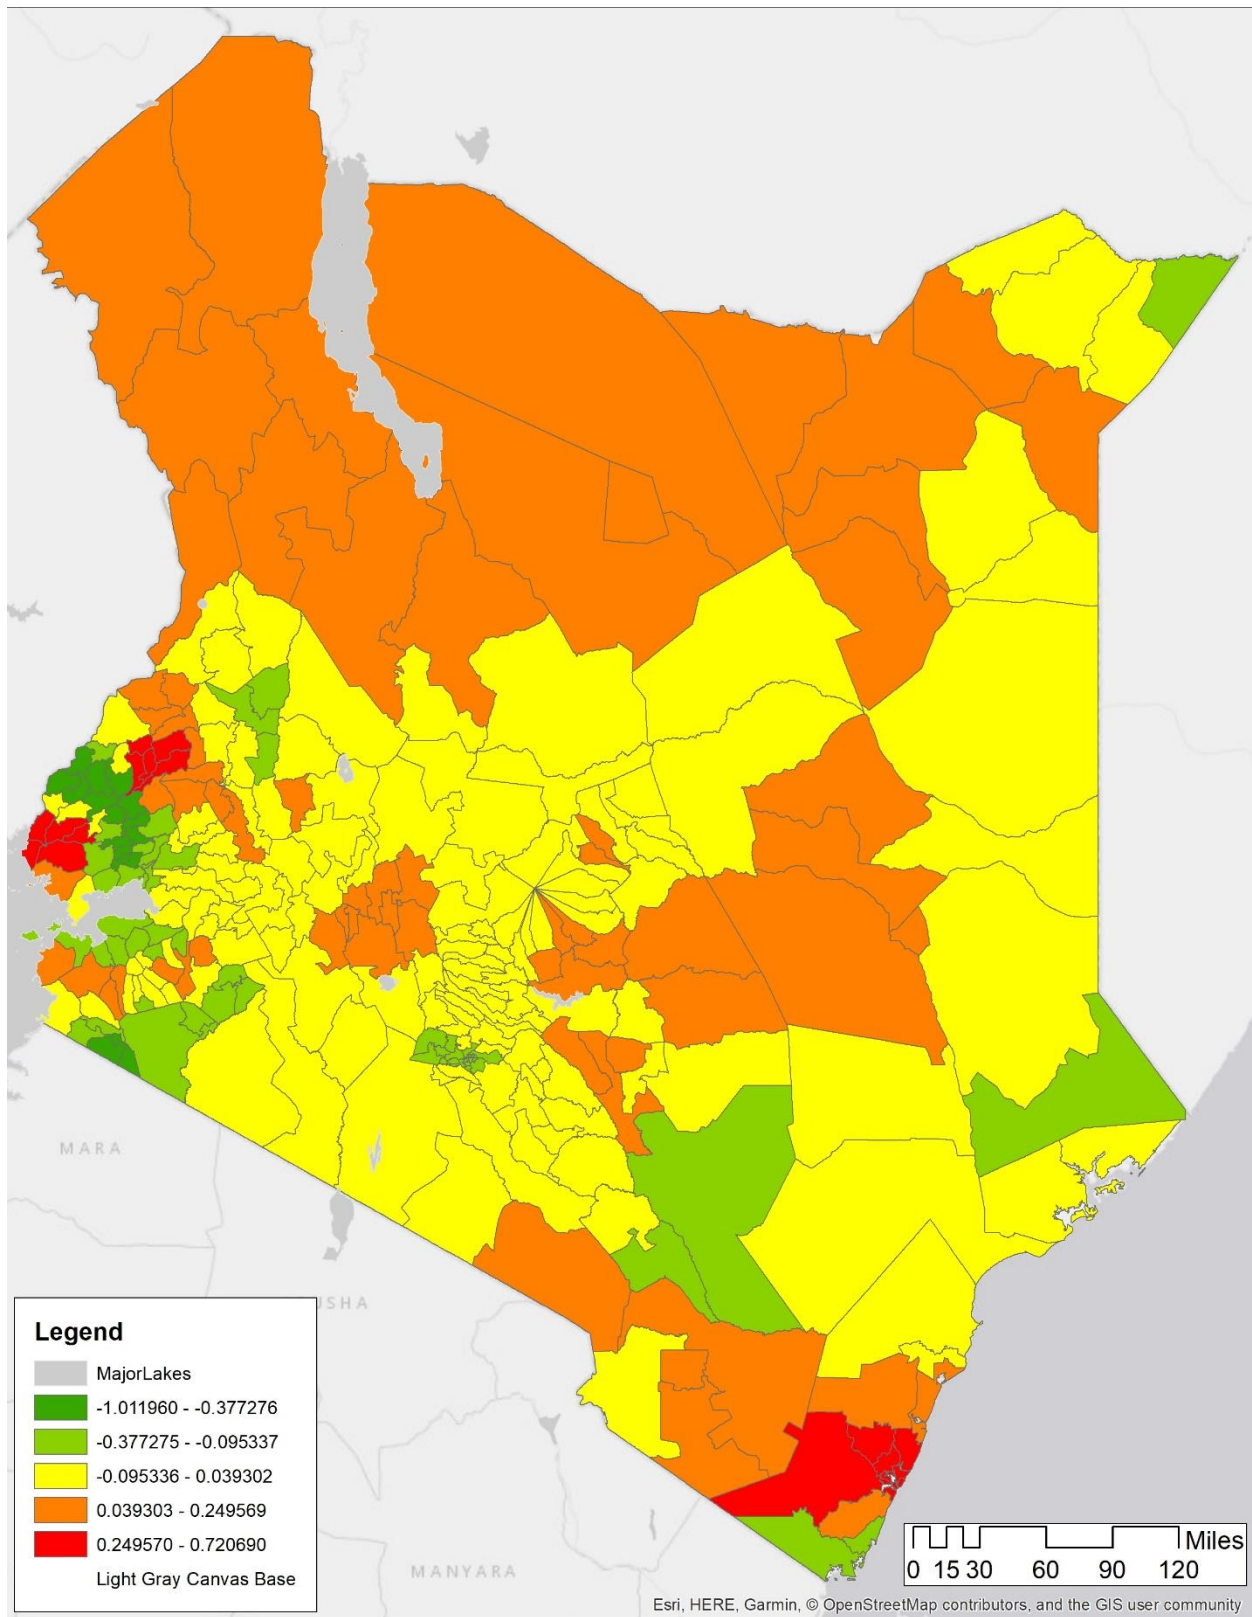 MARA
USHA
MANYARA
Legend
MajorLakes
-1.011960 - -0.377276
-0.377275 - -0.095337
-0.095336 - 0.039302
0.039303 - 0.249569
0.249570 - 0.720690
Light Gray Canvas Base
Miles
0 15 30 60 90 120
Esri, HERE, Garmin, © OpenStreetMap contributors, and the GIS user community